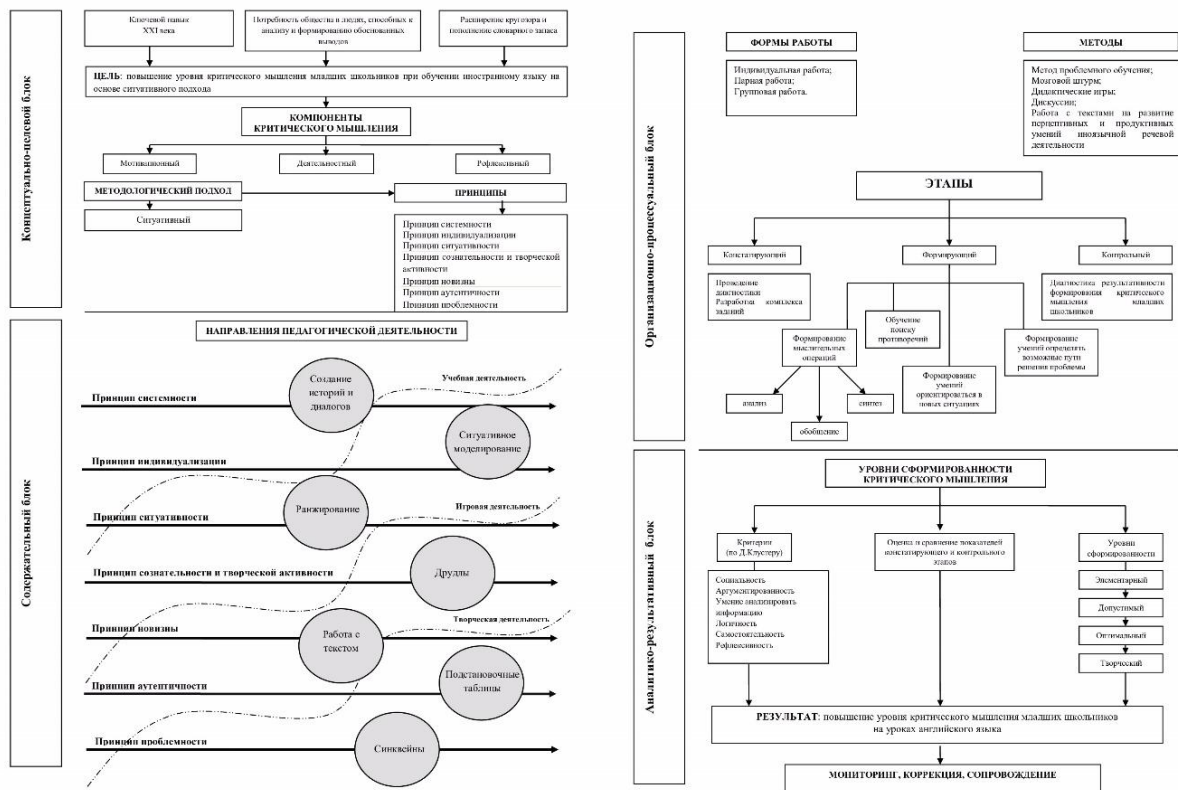 Концептуально-целевой блок
Ключевой навык
XXI века
Потребность общества в людях, способных к
анализу и формированию обоснованных
выводов
Расширение кругозора и
пополнение словарного запаса
ЦЕЛЬ: повышение уровня критического мышления младших школьников при обучении иностранному языку на
основе ситуативного подхода
КОМПОНЕНТЫ
КРИТИЧЕСКОГО МЫШЛЕНИЯ
Мотивационный
Деятельностный
Рефлексивный
МЕТОДОЛОГИЧЕСКИЙ ПОДХОД
ПРИНЦИПЫ
Ситуативный
Принцип системности
Принцип индивидуализации
Принцип ситуативности
Принцип сознательности и творческой
активности
Принцип новизны
Принцип аутентичности
Принцип проблемности
Содержательный блок
НАПРАВЛЕНИЯ ПЕДАГОГИЧЕСКОЙ ДЕЯТЕЛЬНОСТИ
Создание
историй и
диалогов
Учебная деятельность
Принцип системности
Ситуативное
моделирование
Принцип индивидуализации
Ранжирование
Игровая деятельность
Принцип ситуативности
Принцип сознательности и творческой активности
Друдлы
Творческая деятельность
Принцип новизны
Работа с
текстом
Подстановочные
таблицы
Принцип аутентичности
Принцип проблемности
Синквейны
Организационно-процессуальный блок
ФОРМЫ РАБОТЫ
МЕТОДЫ
Индивидуальная работа;
Парная работа;
Групповая работа.
Метод проблемного обучения;
Мозговой штурм;
Дидактические игры;
Дискуссии;
Работа с текстами на развитие
перцептивных и продуктивных
умений иноязычной речевой
деятельности
ЭТАПЫ
Констатирующий
Формирующий
Контрольный
Проведение
диагностики
Разработка комплекса
заданий
Диагностика результативности
формирования критического
мышления младших
школьников
Обучение
поиску
противоречий
Формирование
мыслительных
операций
Формирование
умений определять
возможные пути
решения проблемы
Формирование
умений
ориентироваться в
новых ситуациях
анализ
синтез
обобщение
Аналитико-результативный блок
УРОВНИ СФОРМИРОВАННОСТИ
КРИТИЧЕСКОГО МЫШЛЕНИЯ
Критерии
(по Д.Клустеру)
Оценка и сравнение показателей
констатирующего и контрольного
этапов
Уровни
сформированности
Социальность
Аргументированность
Умение анализировать
информацию
Логичность
Самостоятельность
Рефлексивность
Элементарный
Допустимый
Оптимальный
Творческий
РЕЗУЛЬТАТ: повышение уровня критического мышления младших школьников
на уроках английского языка
МОНИТОРИНГ, КОРРЕКЦИЯ, СОПРОВОЖДЕНИЕ